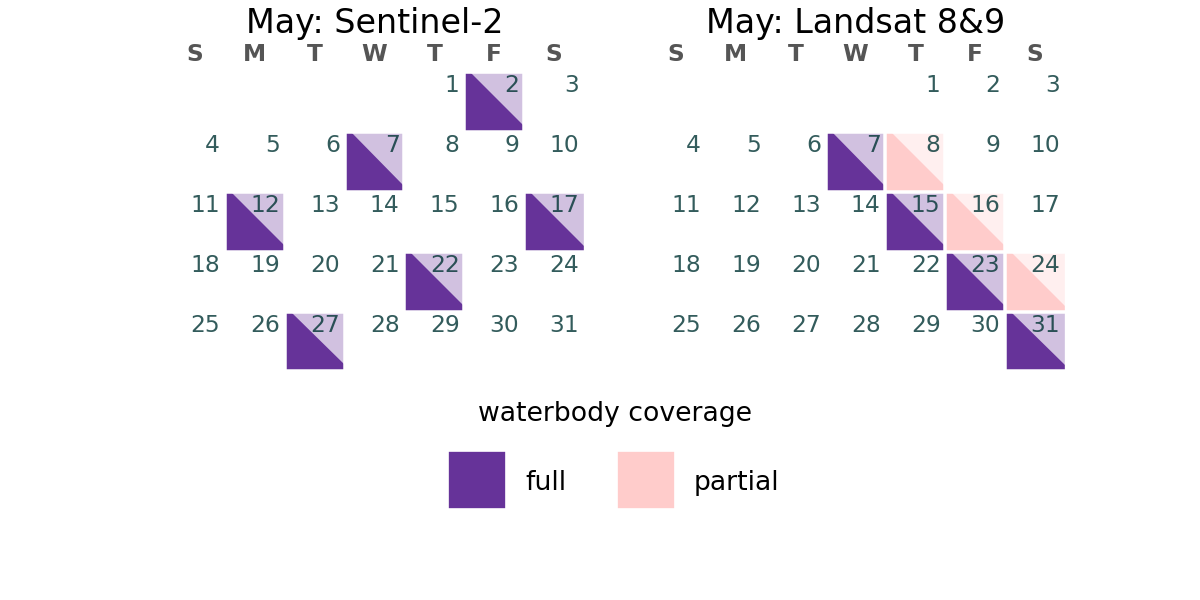 May: Sentinel-2
S M T W T F S
1 2 3
4 5 6 7 8 9 10
11 12 13 14 15 16 17
18 19 20 21 22 23 24
25 26 27 28 29 30 31
May: Landsat 8&9
S M T W T F S
1 2 3
4 5 6 7 8 9 10
11 12 13 14 15 16 17
18 19 20 21 22 23 24
25 26 27 28 29 30 31
waterbody coverage
full
partial